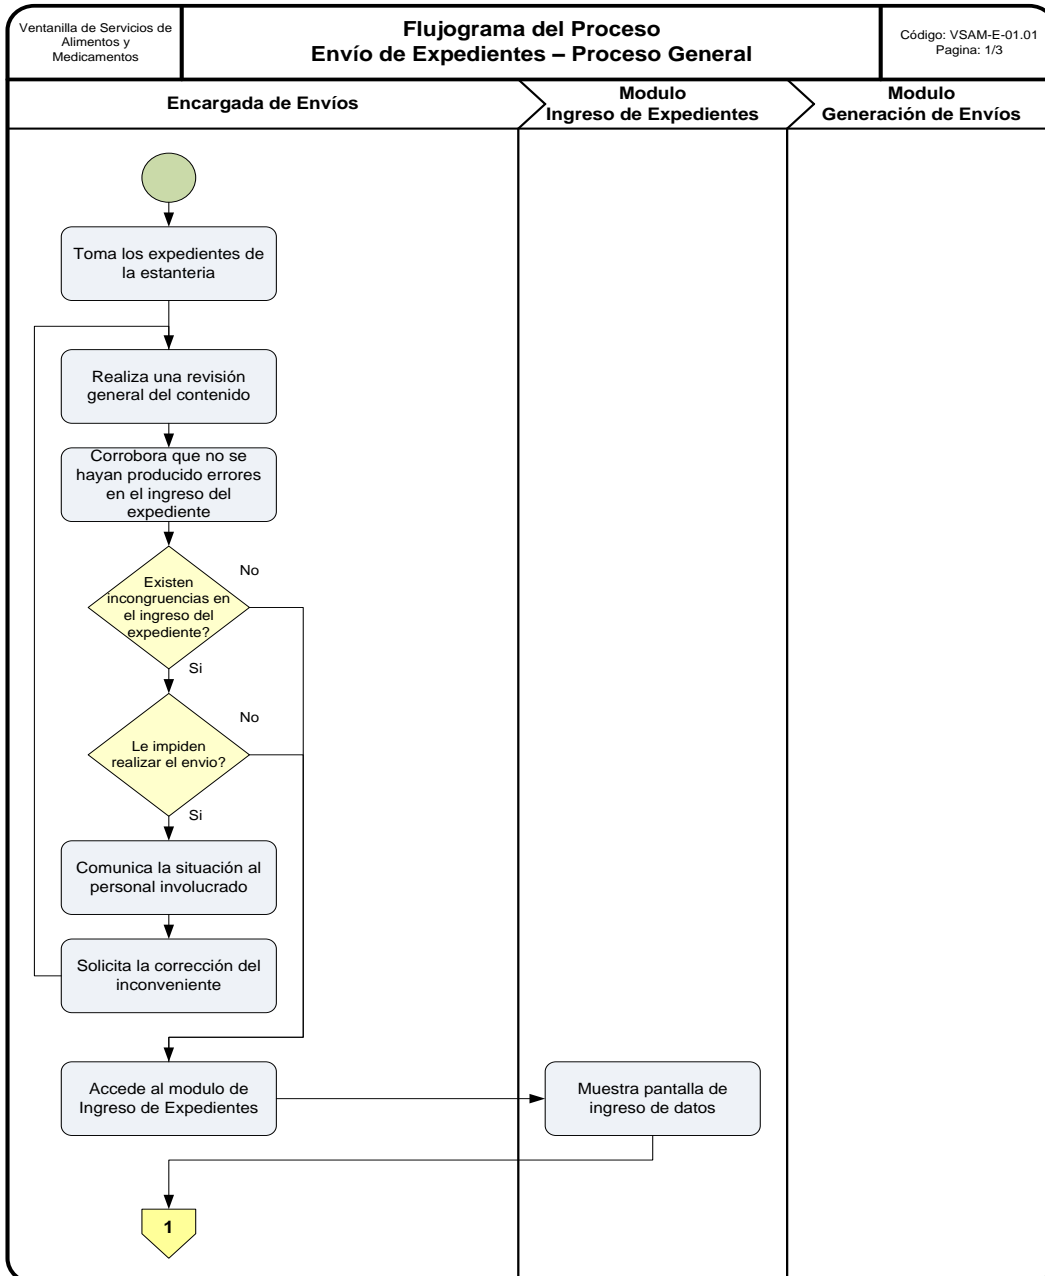 Ventanilla de Servicios de
Alimentos y
Medicamentos
Flujograma del Proceso
Envío de Expedientes – Proceso General
Código: VSAM-E-01.01
Pagina: 1/3
Encargada de Envíos
Modulo
Ingreso de Expedientes
Modulo
Generación de Envíos
Toma los expedientes de
la estanteria
Realiza una revisión
general del contenido
Corrobora que no se
hayan producido errores
en el ingreso del
expediente
Existen
incongruencias en
el ingreso del
expediente?
No
Si
Le impiden
realizar el envio?
No
Si
Comunica la situación al
personal involucrado
Solicita la corrección del
inconveniente
Accede al modulo de
Ingreso de Expedientes
Muestra pantalla de
ingreso de datos
1